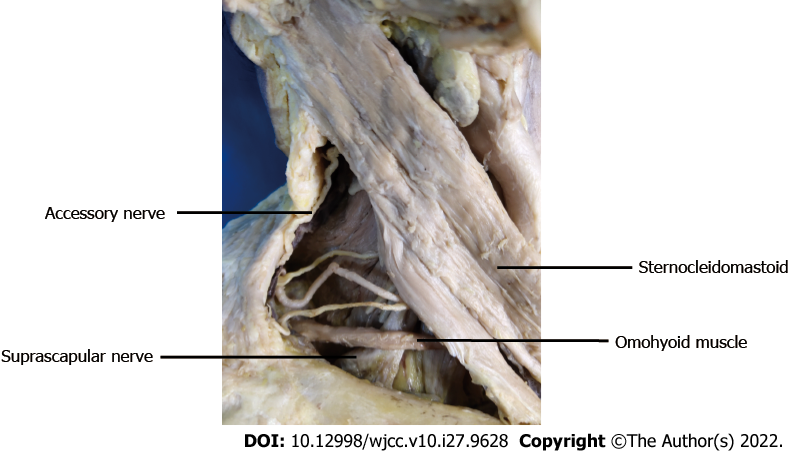 Accessory nerve
Sternocleidomastoid
Omohyoid muscle
Suprascapular nerve
DOI: 10.12998/wjcc.v10.i27.9628 Copyright ©The Author(s) 2022.